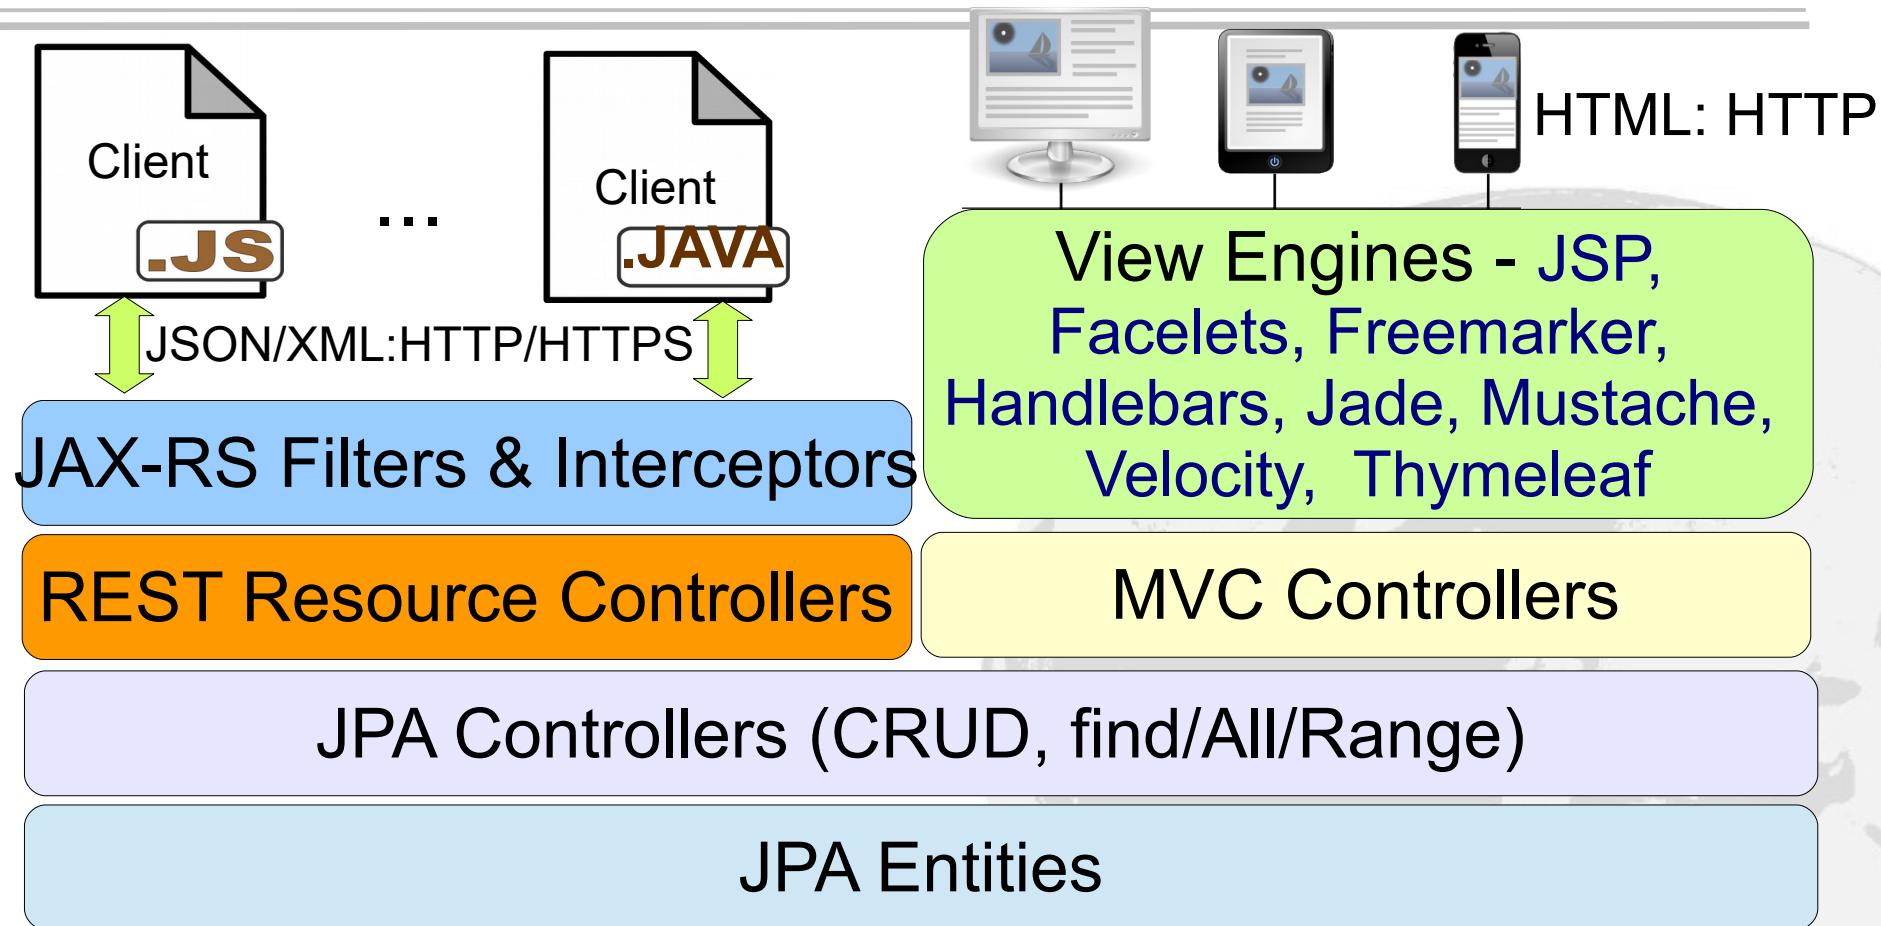 Client
.JS
...
Client
.JAVA
HTML: HTTP
JSON/XML:HTTP/HTTPS
View Engines - JSP,
Facelets, Freemarker,
Handlebars, Jade, Mustache,
Velocity, Thymeleaf
JAX-RS Filters & Interceptors
REST Resource Controllers
MVC Controllers
JPA Controllers (CRUD, find/All/Range)
JPA Entities